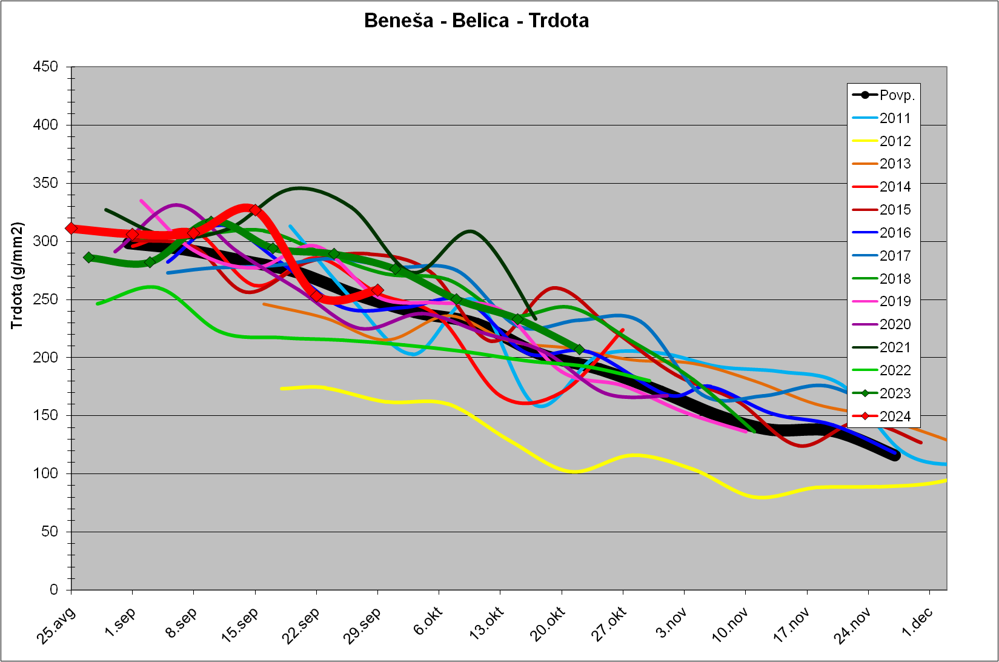 Beneša - Belica - Trdota
Trdota (g/mm2)
450
400
350
300
250
200
150
100
50
0
25.avg
1.sep
8.sep
15.sep
22.sep
29.sep
6.okt
13.okt
20.okt
27.okt
3.nov
10.nov
17.nov
24.nov
1.dec
Povp.
2011
2012
2013
2014
2015
2016
2017
2018
2019
2020
2021
2022
2023
2024